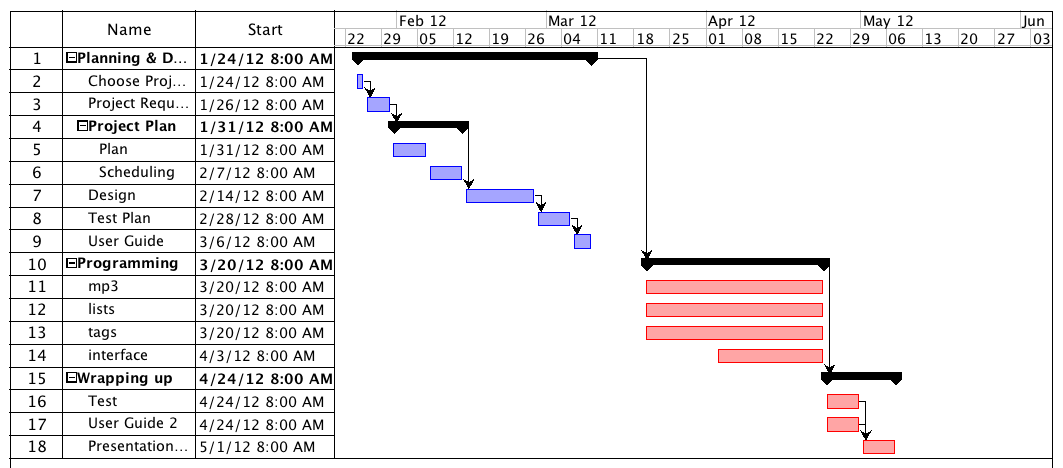 Name Start Feb 12 Mar 12 Apr 12 May 12 Jun
22 29 05 12 19 26 04 11 18 25 01 08 15 22 29 06 13 20 27 03
1 Planning & D... 1/24/12 8:00 AM
2 Choose Proj... 1/24/12 8:00 AM
3 Project Requ... 1/26/12 8:00 AM
4 Project Plan 1/31/12 8:00 AM
5 Plan 1/31/12 8:00 AM
6 Scheduling 2/7/12 8:00 AM
7 Design 2/14/12 8:00 AM
8 Test Plan 2/28/12 8:00 AM
9 User Guide 3/6/12 8:00 AM
10 Programming 3/20/12 8:00 AM
11 mp3 3/20/12 8:00 AM
12 lists 3/20/12 8:00 AM
13 tags 3/20/12 8:00 AM
14 interface 4/3/12 8:00 AM
15 Wrapping up 4/24/12 8:00 AM
16 Test 4/24/12 8:00 AM
17 User Guide 2 4/24/12 8:00 AM
18 Presentation... 5/1/12 8:00 AM